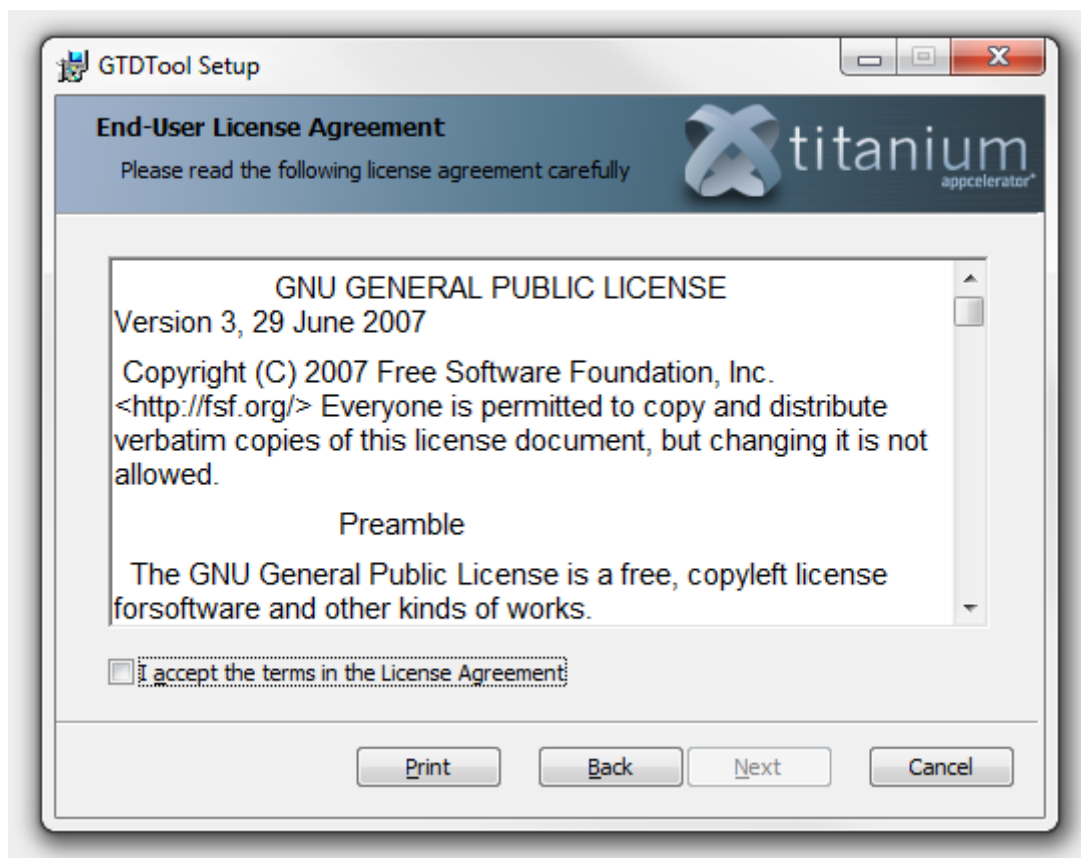 GTDTool Setup
End-User License Agreement
Please read the following license agreement carefully
titanium
appcelerator®
GNU GENERAL PUBLIC LICENSE
Version 3, 29 June 2007
Copyright (C) 2007 Free Software Foundation, Inc.
<http://fsf.org/> Everyone is permitted to copy and distribute
verbatim copies of this license document, but changing it is not
allowed.
Preamble
The GNU General Public License is a free, copyleft license
forsoftware and other kinds of works.
I accept the terms in the License Agreement
Print Back Next Cancel